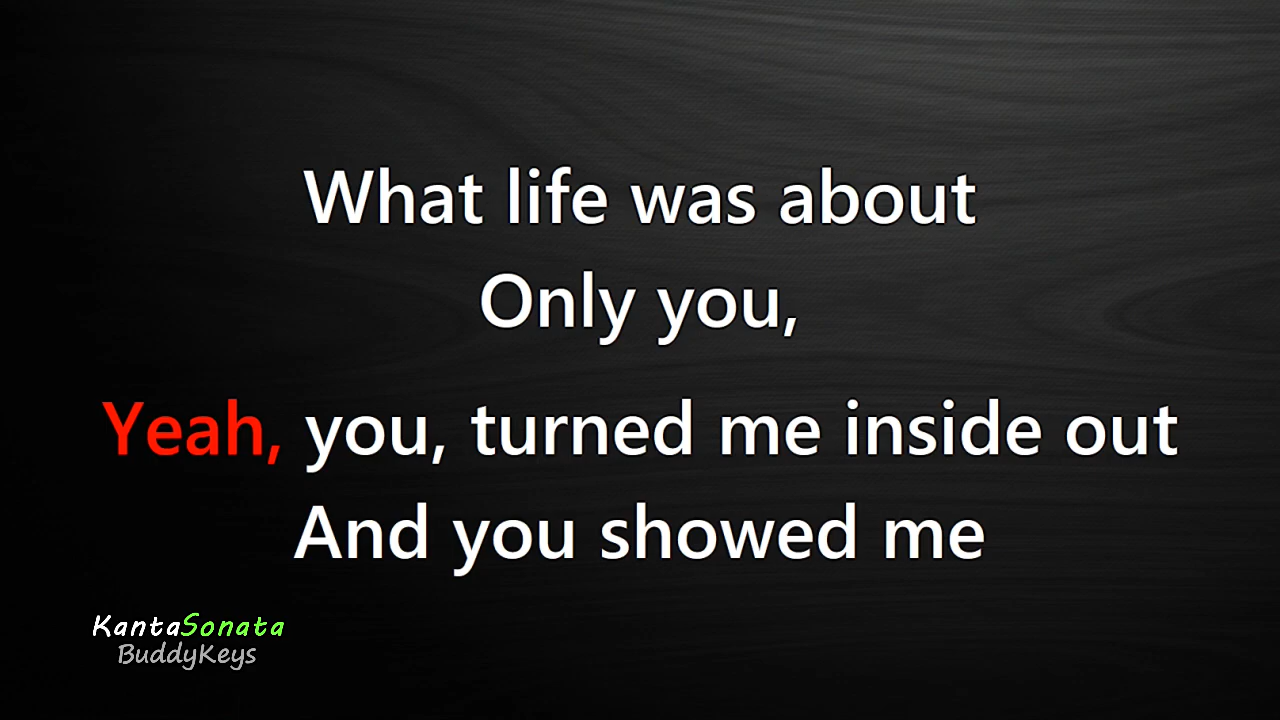 What life was about
Only you,
Yeah, you, turned me inside out
And you showed me
KantaSonata
BuddyKeys